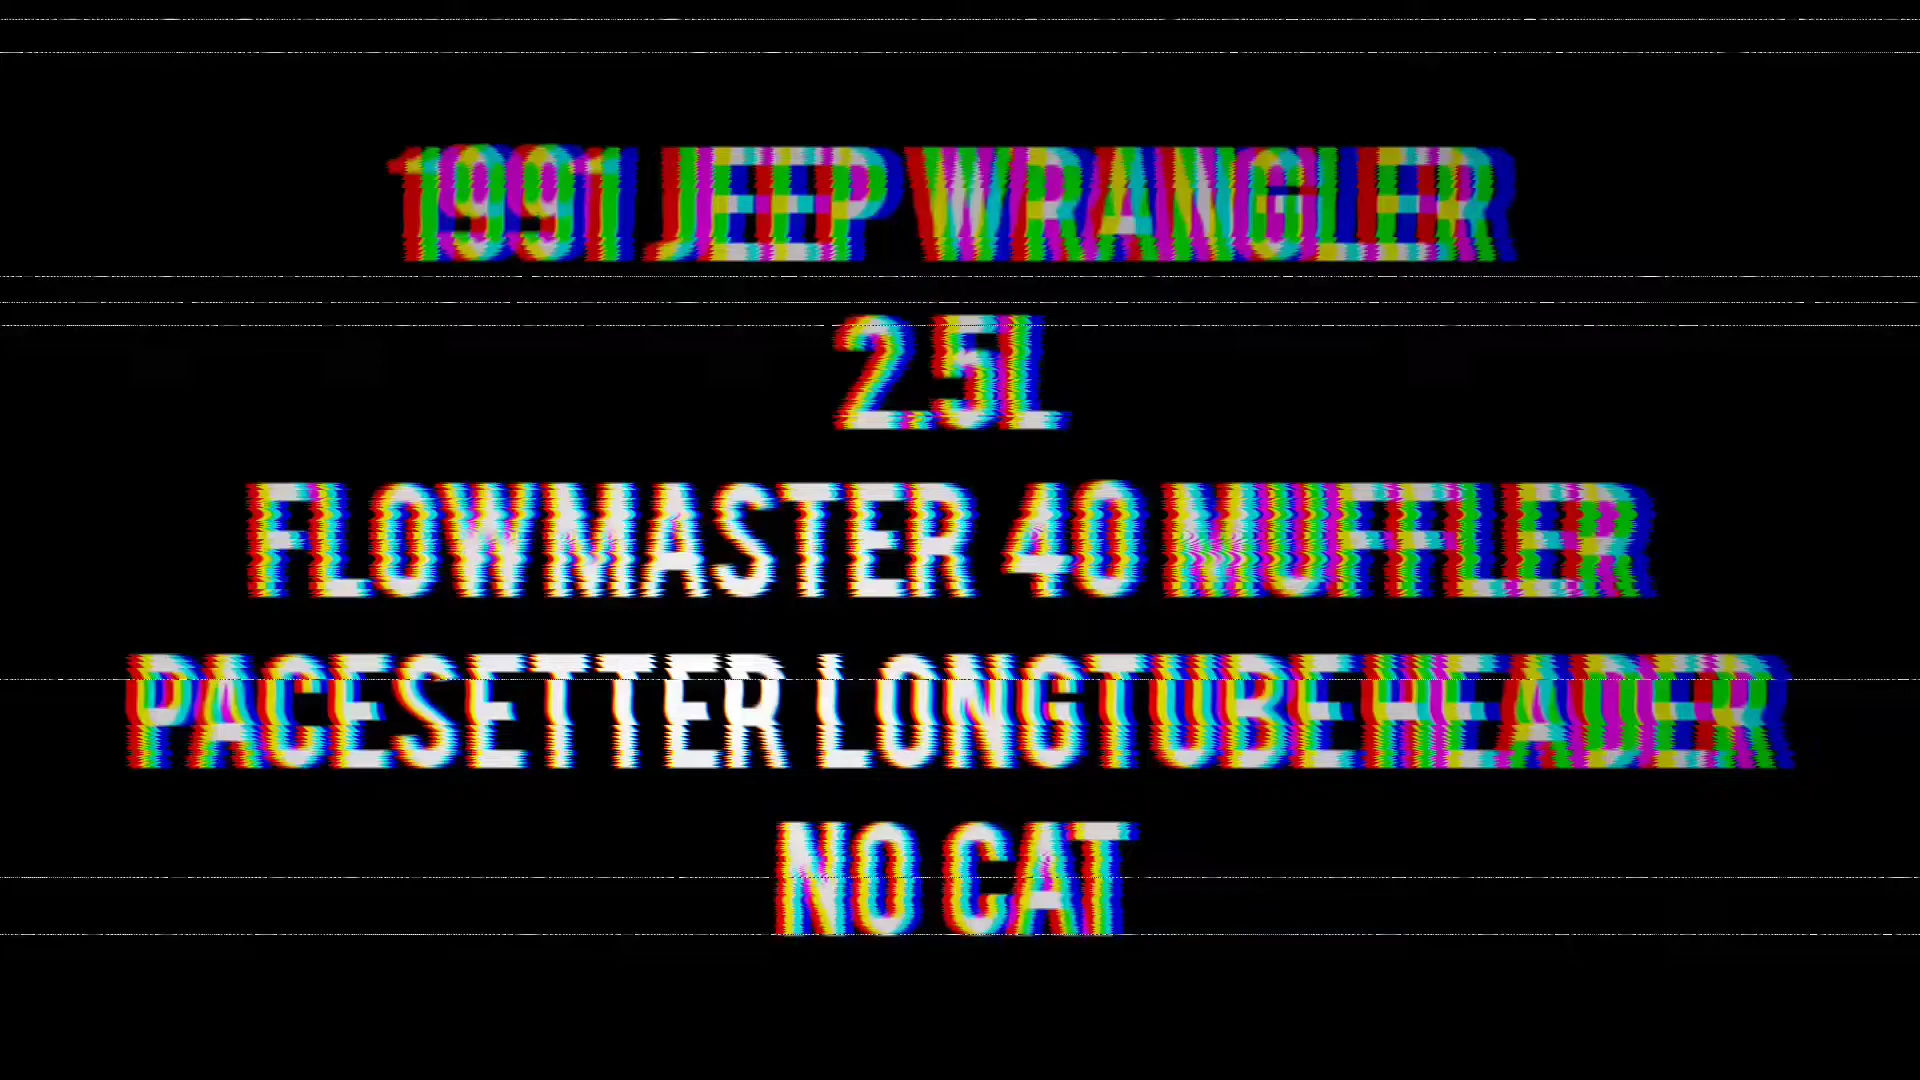 1991 JEEP WRANGLER
2.5L
FLOWMASTER 40 MUFFLER
PACESETTER LONGTUBE HEADER
NO CAT